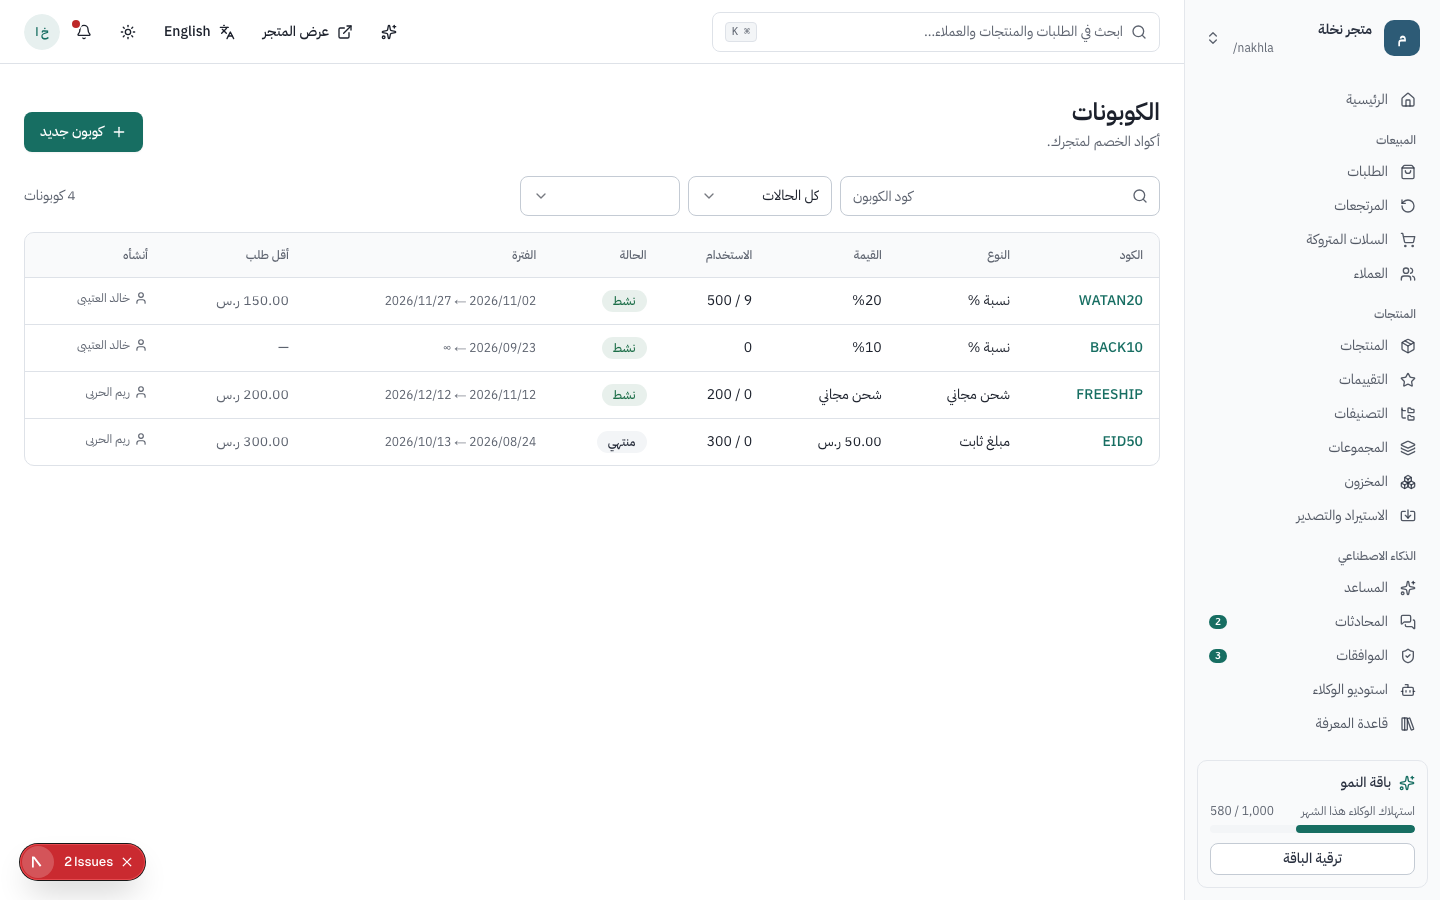 متجر نخلة
/nakhla
ابحث في الطلبات والمنتجات والعملاء...
⌘ K
عرض المتجر
English
خ ا
الرئيسية
المبيعات
الطلبات
المرتجعات
السلات المتروكة
العملاء
المنتجات
المنتجات
التقييمات
التصنيفات
المجموعات
المخزون
الاستيراد والتصدير
الذكاء الاصطناعي
المساعد
المحادثات 2
الموافقات 3
استوديو الوكلاء
قاعدة المعرفة
باقة النمو
استهلاك الوكلاء هذا الشهر 580 / 1,000
ترقية الباقة
الكوبونات
أكواد الخصم لمتجرك.
كوبون جديد
كود الكوبون
كل الحالات
4 كوبونات
الكود النوع القيمة الاستخدام الحالة الفترة أقل طلب أنشأه
WATAN20 نسبة % 20% 9 / 500 نشط 2026/11/02 ← 2026/11/27 150.00 ر.س خالد العتيبي
BACK10 نسبة % 10% 0 نشط 2026/09/23 ← ∞ — خالد العتيبي
FREESHIP شحن مجاني شحن مجاني 0 / 200 نشط 2026/11/12 ← 2026/12/12 200.00 ر.س ريم الحربي
EID50 مبلغ ثابت 50.00 ر.س 0 / 300 منتهي 2026/08/24 ← 2026/10/13 300.00 ر.س ريم الحربي
2 Issues
م